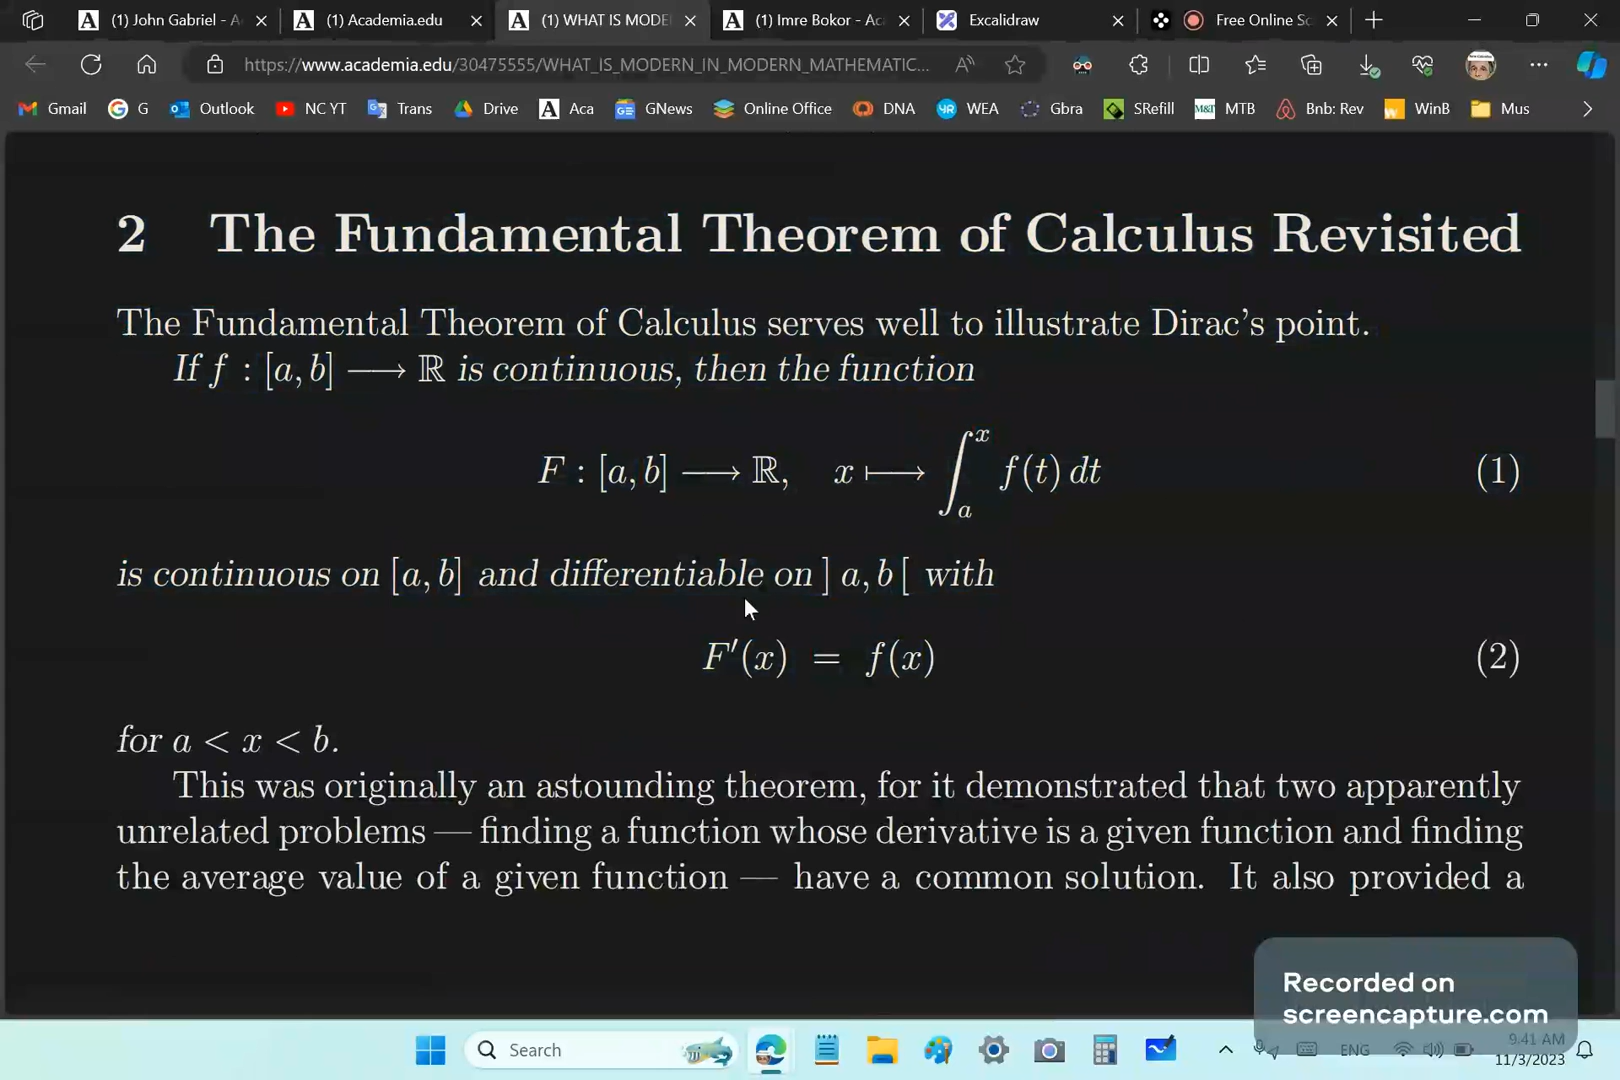 (1) John Gabriel - A
(1) Academia.edu
(1) WHAT IS MODE
(1) Imre Bokor - Ac
Excalidraw
Free Online Sc
https://www.academia.edu/30475555/WHAT_IS_MODERN_IN_MODERN_MATHEMATIC...
Gmail G Outlook NC YT Trans Drive Aca GNews Online Office DNA WEA Gbra SRefill M&T MTB Bnb: Rev WinB Mus
2 The Fundamental Theorem of Calculus Revisited
The Fundamental Theorem of Calculus serves well to illustrate Dirac's point.
If f : [a, b] ⟶ ℝ is continuous, then the function
F : [a, b] ⟶ ℝ, x ⟼ ∫_a^x f(t) dt (1)
is continuous on [a, b] and differentiable on ] a, b [ with
F′(x) = f(x) (2)
for a < x < b.
This was originally an astounding theorem, for it demonstrated that two apparently
unrelated problems — finding a function whose derivative is a given function and finding
the average value of a given function — have a common solution. It also provided a
Recorded on
screencapture.com
Search
ENG
9:41 AM
11/3/2023